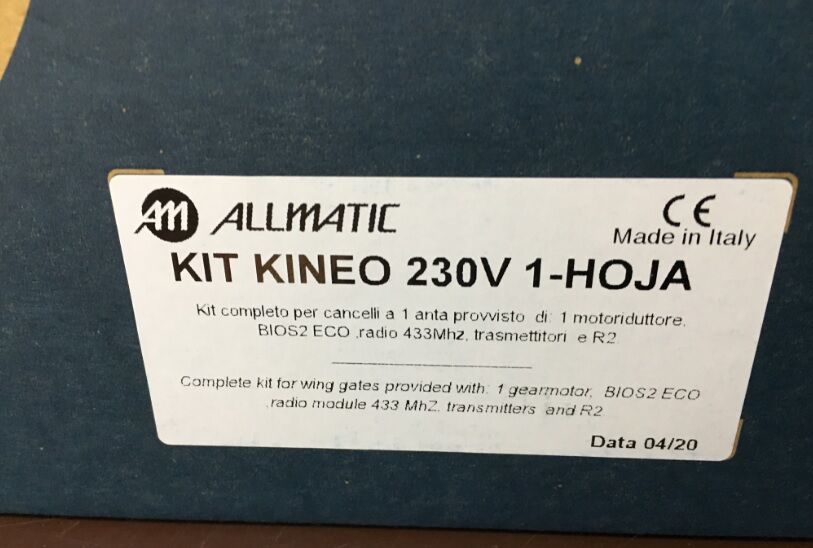 AM ALLMATIC
CE
Made in Italy
KIT KINEO 230V 1-HOJA
Kit completo per cancelli a 1 anta provvisto di: 1 motoriduttore,
BIOS2 ECO ,radio 433Mhz, trasmettitori e R2.
Complete kit for wing gates provided with: 1 gearmotor, BIOS2 ECO
,radio module 433 MhZ, transmitters and R2
Data 04/20